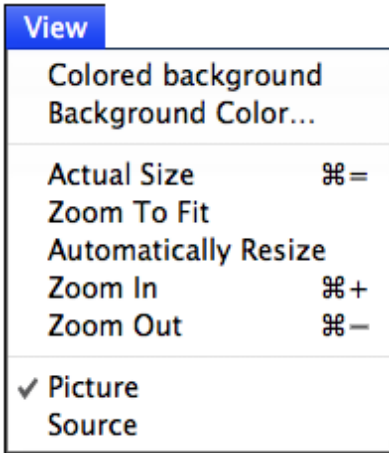 View
Colored background
Background Color...
Actual Size ⌘=
Zoom To Fit
Automatically Resize
Zoom In ⌘+
Zoom Out ⌘−
✓ Picture
Source